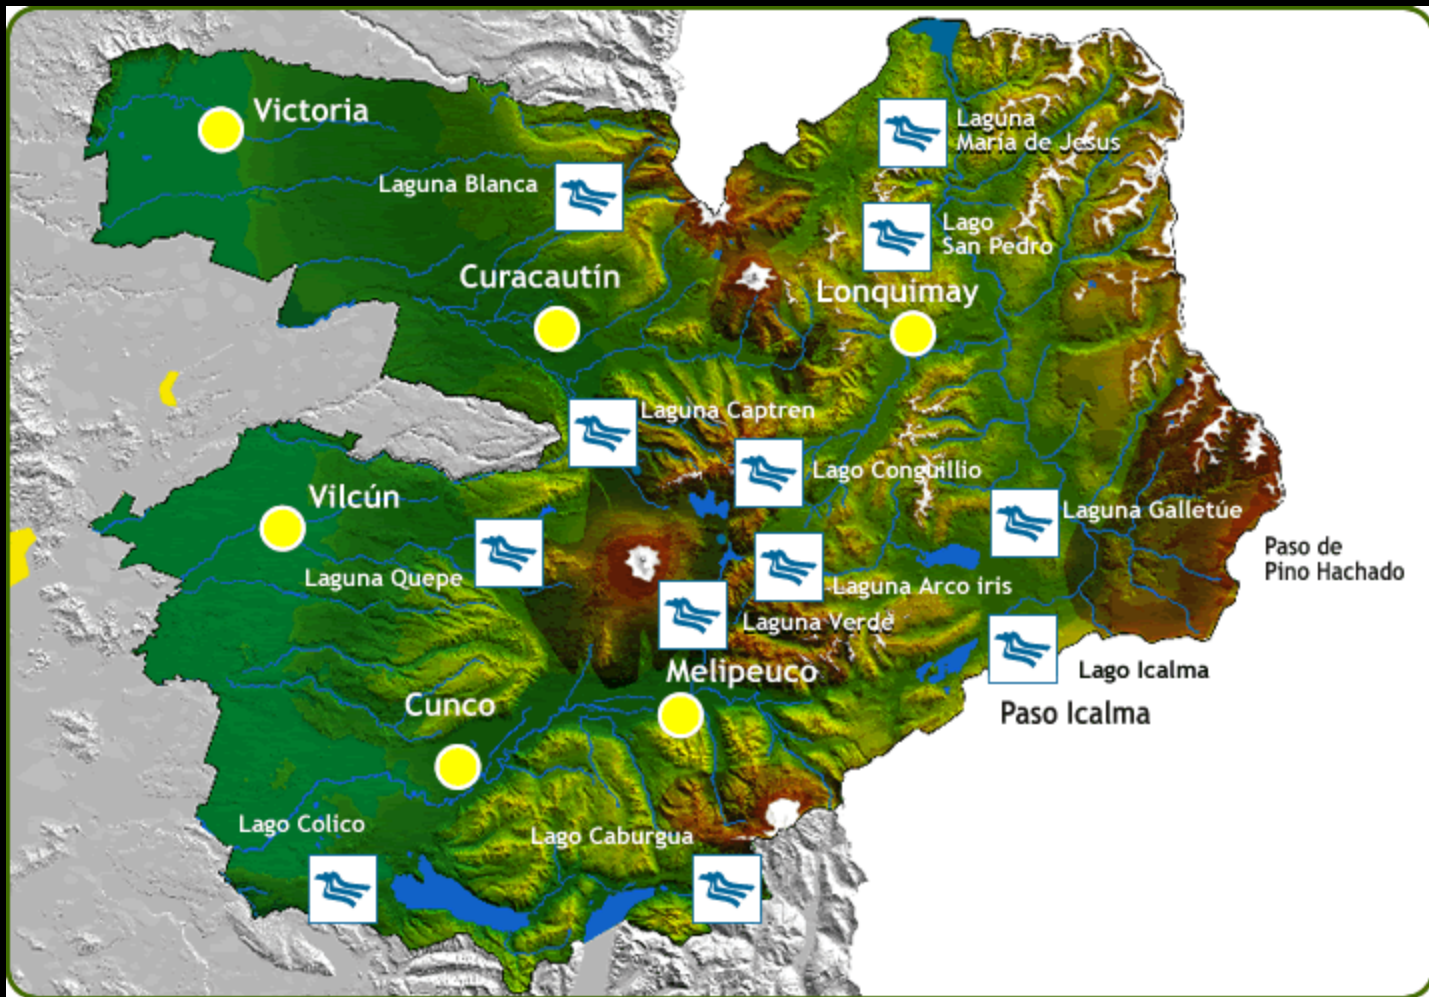 Victoria
Laguna
María de Jesus
Laguna Blanca
Lago
San Pedro
Curacautín
Lonquimay
Laguna Captren
Lago Conguillio
Vilcún
Laguna Galletúe
Paso de
Pino Hachado
Laguna Quepe
Laguna Arco iris
Laguna Verde
Melipeuco
Lago Icalma
Cunco
Paso Icalma
Lago Colico
Lago Caburgua